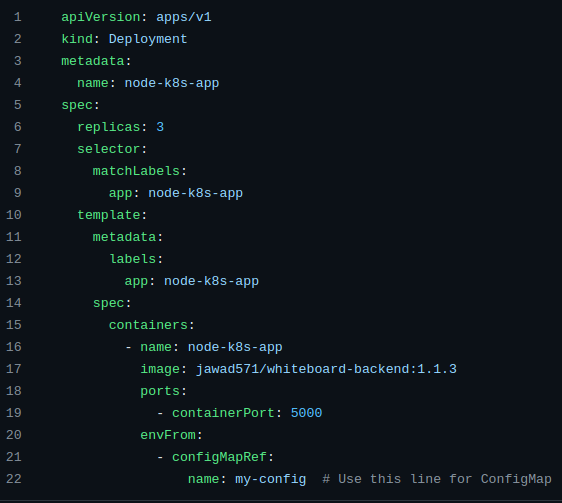 1 apiVersion: apps/v1
2 kind: Deployment
3 metadata:
4   name: node-k8s-app
5 spec:
6   replicas: 3
7   selector:
8     matchLabels:
9       app: node-k8s-app
10   template:
11     metadata:
12       labels:
13         app: node-k8s-app
14     spec:
15       containers:
16         - name: node-k8s-app
17           image: jawad571/whiteboard-backend:1.1.3
18           ports:
19             - containerPort: 5000
20           envFrom:
21             - configMapRef:
22                 name: my-config  # Use this line for ConfigMap